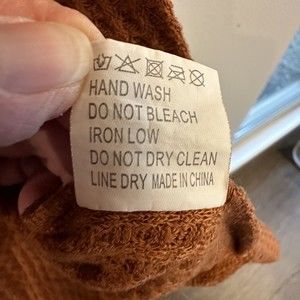 HAND WASH
DO NOT BLEACH
IRON LOW
DO NOT DRY CLEAN
LINE DRY MADE IN CHINA